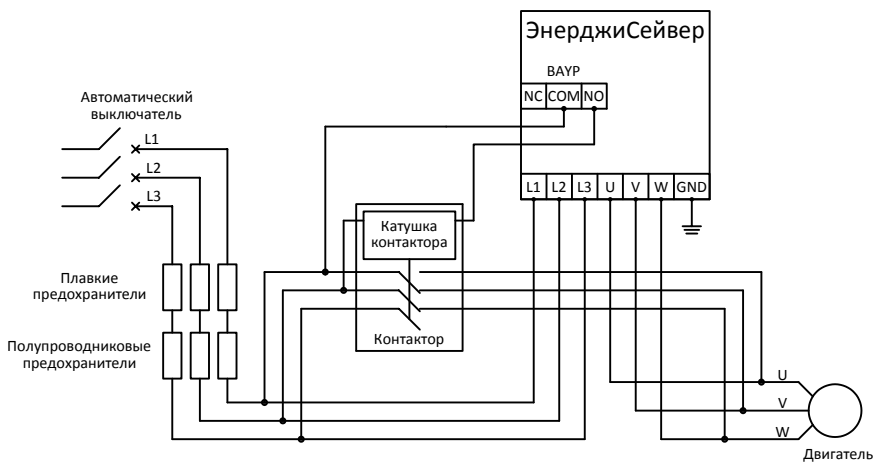 ЭнерджиСейвер
BAYP
NC COM NO
Автоматический
выключатель
L1
L2
L3
L1 L2 L3 U V W GND
Катушка
контактора
Плавкие
предохранители
Контактор
Полупроводниковые
предохранители
U
V
W
Двигатель